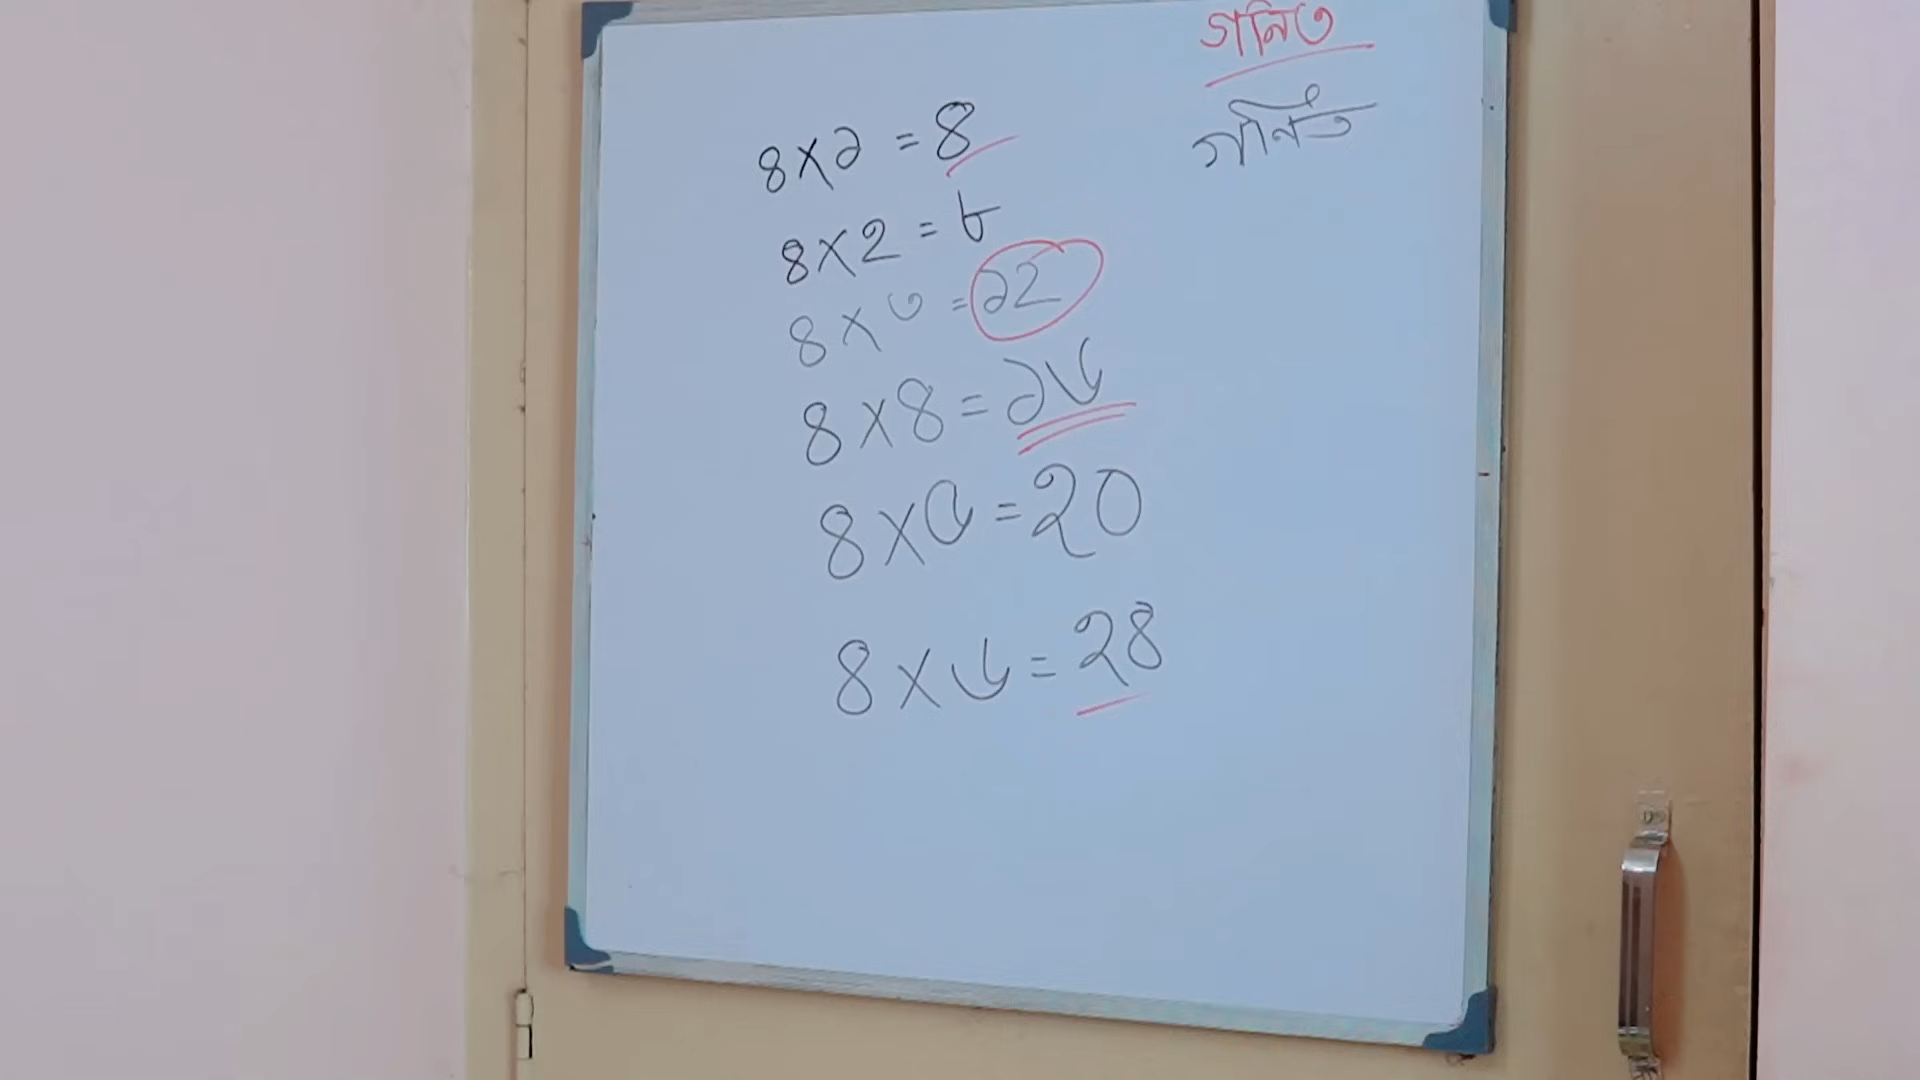 গনিত
গনিত
৪×১ = ৪
৪×২ = ৮
৪×৩ = ১২
৪×৪ = ১৬
৪×৫ = ২০
৪×৬ = ২৪